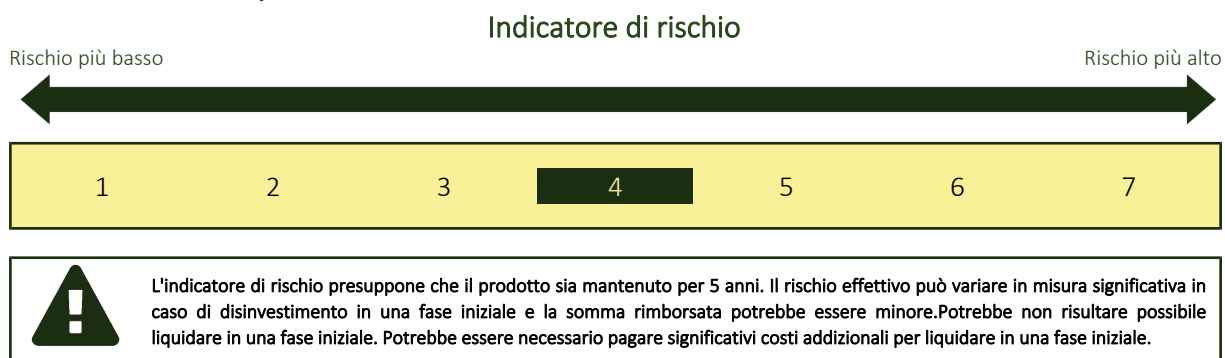 Indicatore di rischio
Rischio più basso
Rischio più alto
1 2 3 4 5 6 7
L'indicatore di rischio presuppone che il prodotto sia mantenuto per 5 anni. Il rischio effettivo può variare in misura significativa in
caso di disinvestimento in una fase iniziale e la somma rimborsata potrebbe essere minore.Potrebbe non risultare possibile
liquidare in una fase iniziale. Potrebbe essere necessario pagare significativi costi addizionali per liquidare in una fase iniziale.